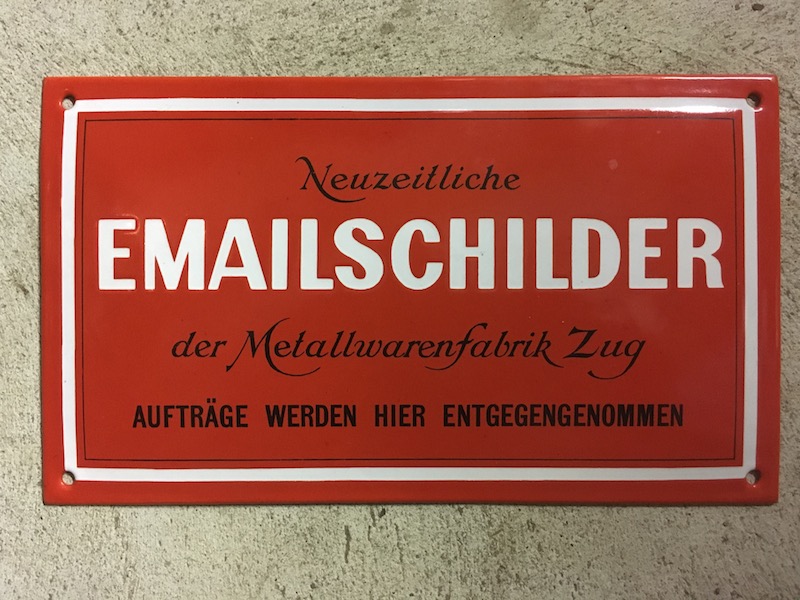 Neuzeitliche
EMAILSCHILDER
der Metallwarenfabrik Zug
AUFTRÄGE WERDEN HIER ENTGEGENGENOMMEN